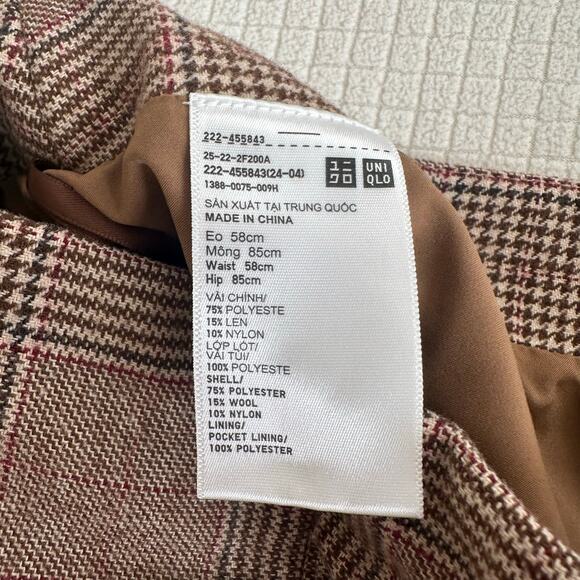 222-455843
25-22-2F200A
222-455843(24-04)
1388-0075-009H
ユニ
クロ
UNI
QLO
SẢN XUẤT TẠI TRUNG QUỐC
MADE IN CHINA
Eo 58cm
Mông 85cm
Waist 58cm
Hip 85cm
VẢI CHÍNH/
75% POLYESTE
15% LEN
10% NYLON
LỚP LÓT/
VẢI TÚI/
100% POLYESTE
SHELL/
75% POLYESTER
15% WOOL
10% NYLON
LINING/
POCKET LINING/
100% POLYESTER